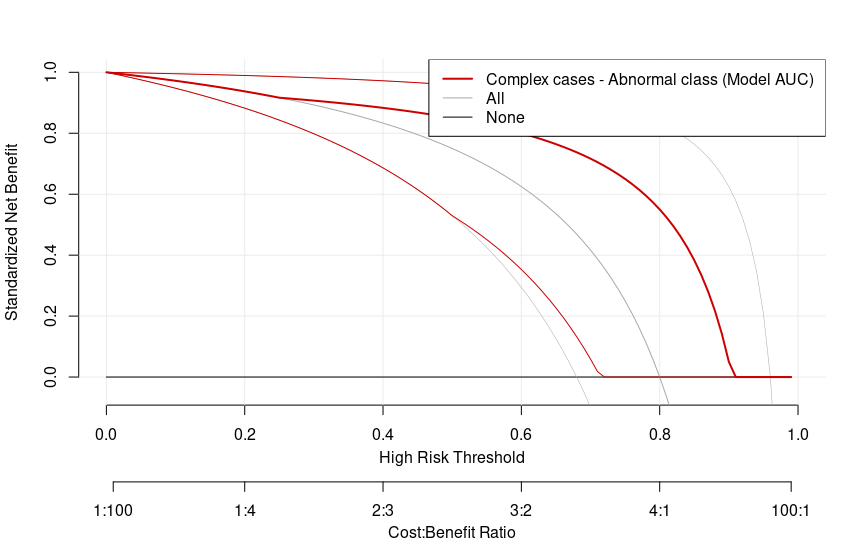 Complex cases - Abnormal class (Model AUC)
All
None
Standardized Net Benefit
1.0
0.8
0.6
0.4
0.2
0.0
0.0 0.2 0.4 0.6 0.8 1.0
High Risk Threshold
1:100 1:4 2:3 3:2 4:1 100:1
Cost:Benefit Ratio